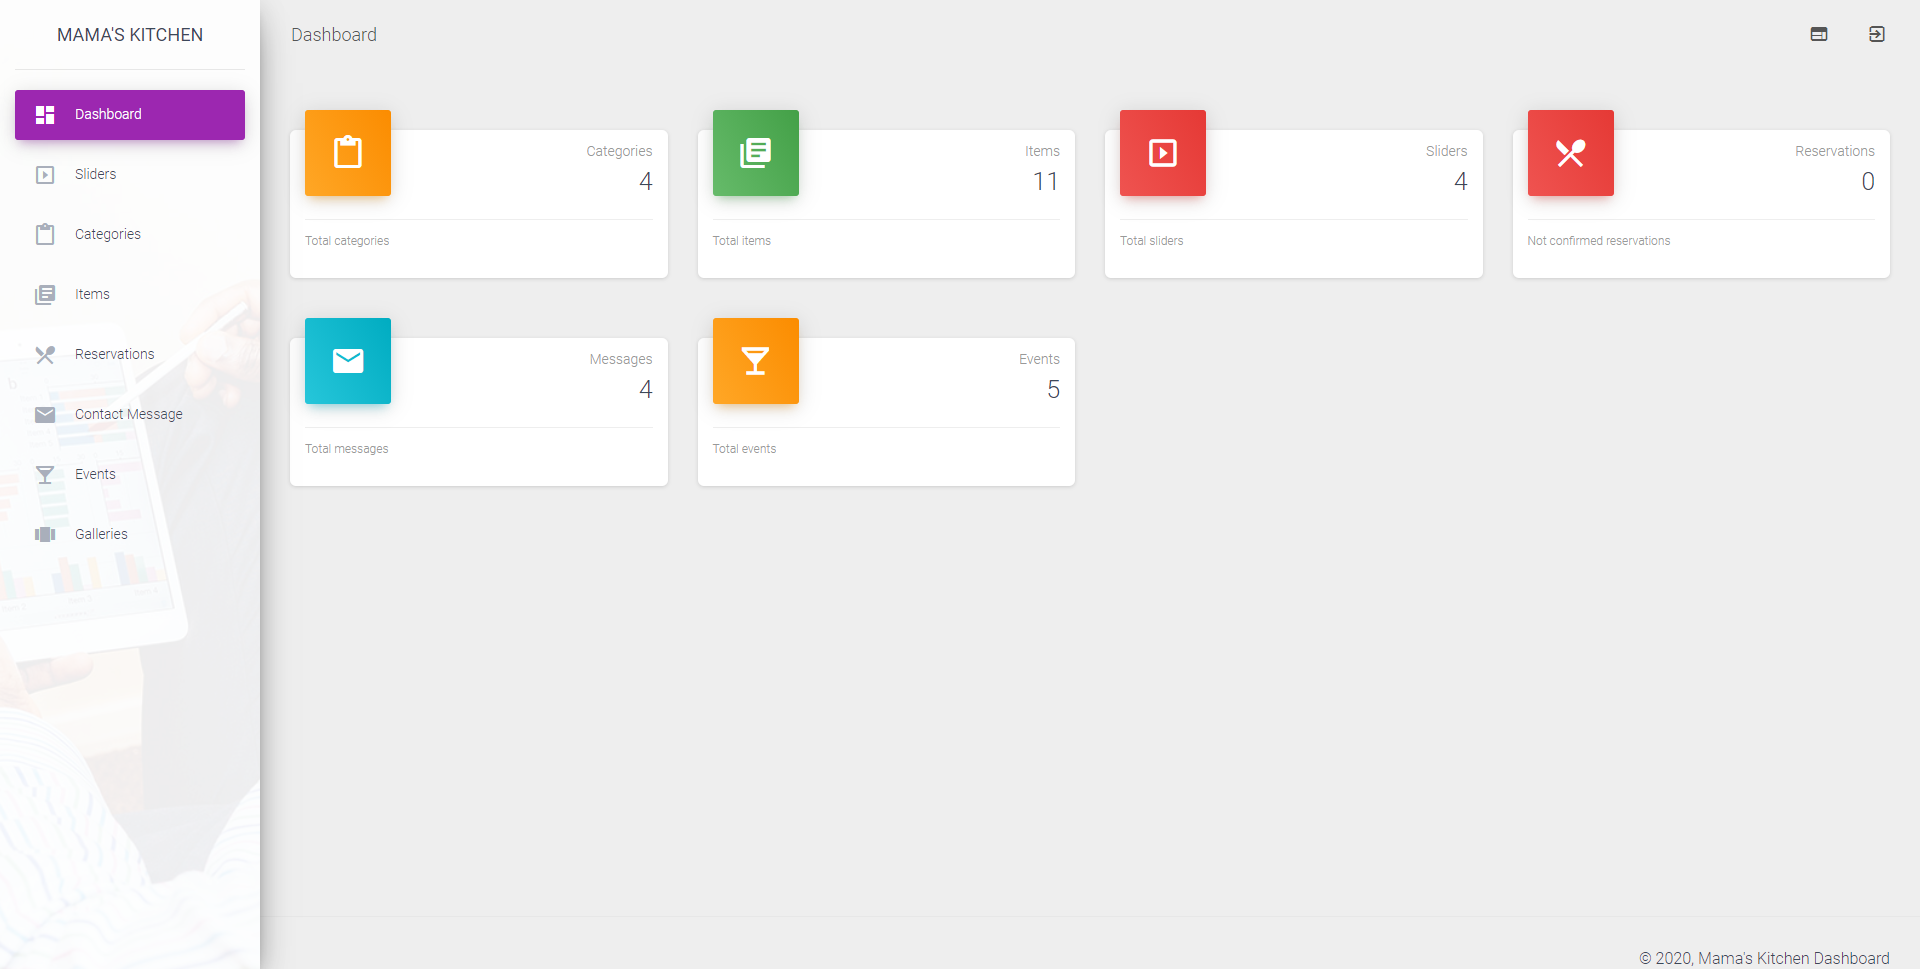 MAMA'S KITCHEN
Dashboard
Sliders
Categories
Items
Reservations
Contact Message
Events
Galleries
Dashboard
Categories
4
Total categories
Items
11
Total items
Sliders
4
Total sliders
Reservations
0
Not confirmed reservations
Messages
4
Total messages
Events
5
Total events
© 2020, Mama's Kitchen Dashboard